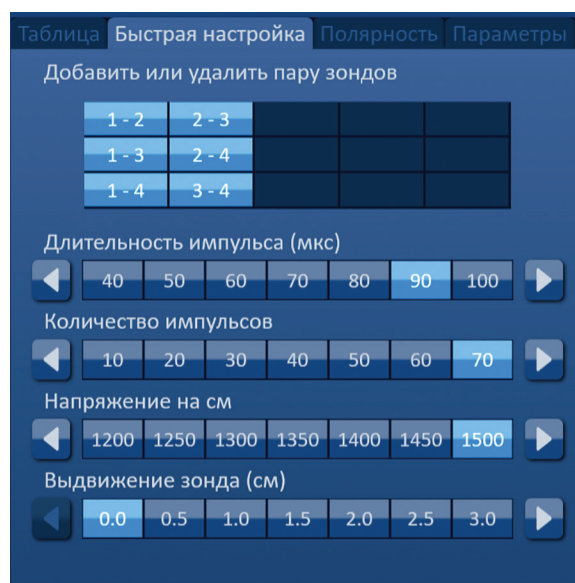 Таблица Быстрая настройка Полярность Параметры
Добавить или удалить пару зондов
1 - 2 2 - 3
1 - 3 2 - 4
1 - 4 3 - 4
Длительность импульса (мкс)
40 50 60 70 80 90 100
Количество импульсов
10 20 30 40 50 60 70
Напряжение на см
1200 1250 1300 1350 1400 1450 1500
Выдвижение зонда (см)
0.0 0.5 1.0 1.5 2.0 2.5 3.0